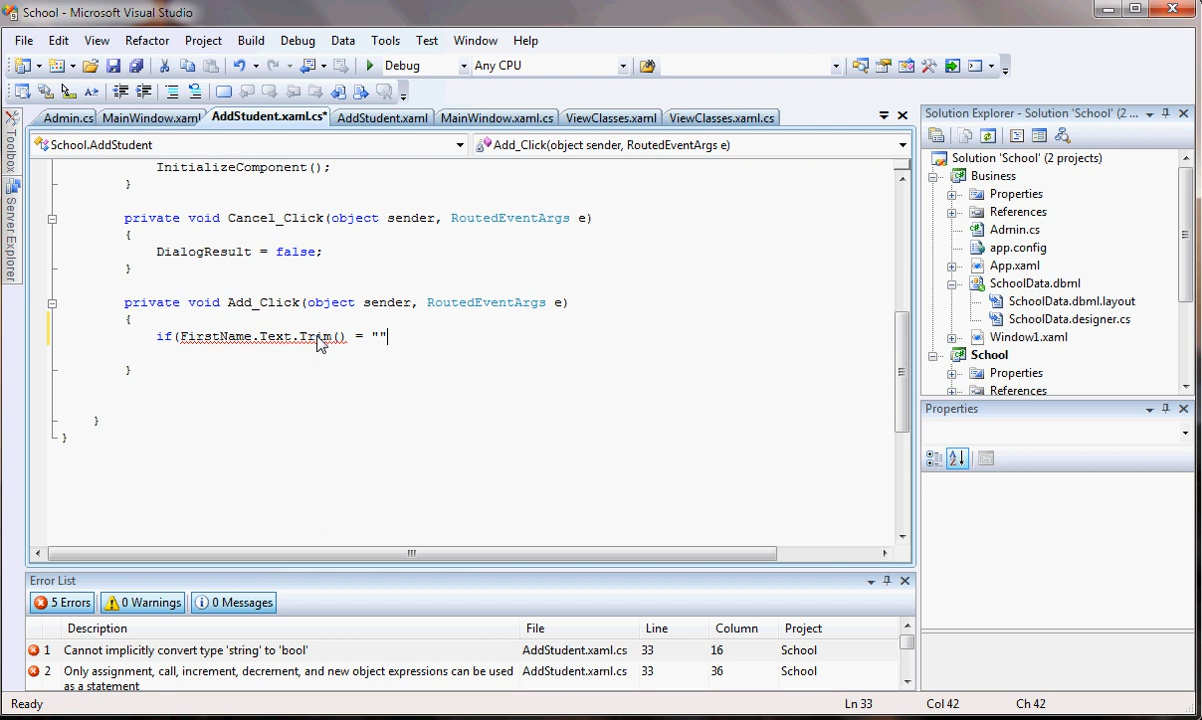 School - Microsoft Visual Studio
File Edit View Refactor Project Build Debug Data Tools Test Window Help
Debug Any CPU
Admin.cs MainWindow.xaml AddStudent.xaml.cs* AddStudent.xaml MainWindow.xaml.cs ViewClasses.xaml ViewClasses.xaml.cs
School.AddStudent Add_Click(object sender, RoutedEventArgs e)
Toolbox
Server Explorer
InitializeComponent();
}
private void Cancel_Click(object sender, RoutedEventArgs e)
{
DialogResult = false;
}
private void Add_Click(object sender, RoutedEventArgs e)
{
if(FirstName.Text.Trim() = ""
}
}
}
Solution Explorer - Solution 'School' (2 ...
Solution 'School' (2 projects)
Business
Properties
References
Admin.cs
app.config
App.xaml
SchoolData.dbml
SchoolData.dbml.layout
SchoolData.designer.cs
Window1.xaml
School
Properties
References
Properties
Error List
5 Errors 0 Warnings 0 Messages
Description File Line Column Project
1 Cannot implicitly convert type 'string' to 'bool' AddStudent.xaml.cs 33 16 School
2 Only assignment, call, increment, decrement, and new object expressions can be used AddStudent.xaml.cs 33 36 School
as a statement
Ready Ln 33 Col 42 Ch 42